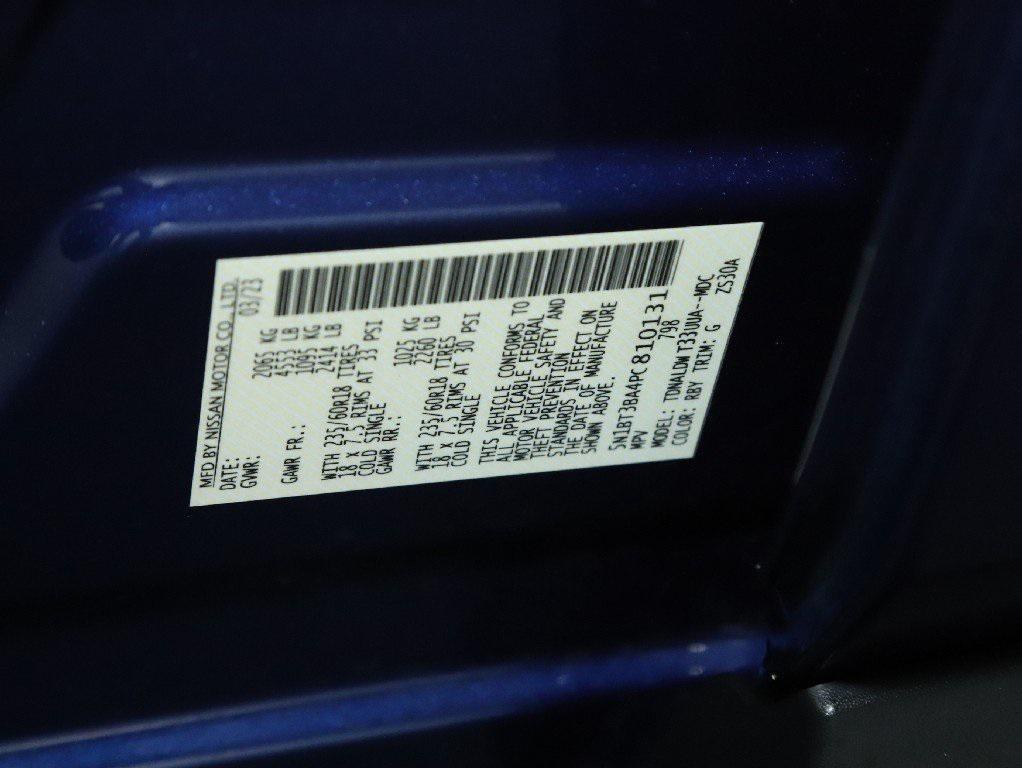 MFD BY NISSAN MOTOR CO.,LTD.
DATE: 03/23
GVWR: 2065 KG
4553 LB
GAWR FR.: 1095 KG
2414 LB
WITH 235/60R18 TIRES
18 X 7.5 RIMS AT 33 PSI
COLD SINGLE
GAWR RR.: 1025 KG
2260 LB
WITH 235/60R18 TIRES
18 X 7.5 RIMS AT 30 PSI
COLD SINGLE
THIS VEHICLE CONFORMS TO
ALL APPLICABLE FEDERAL
MOTOR VEHICLE SAFETY AND
THEFT PREVENTION
STANDARDS IN EFFECT ON
THE DATE OF MANUFACTURE
SHOWN ABOVE.
5N1BT3BA4PC810131
MPV 798
MODEL: TDNALDW T33UUA--MDC
COLOR: RBY TRIM: G ZS30A